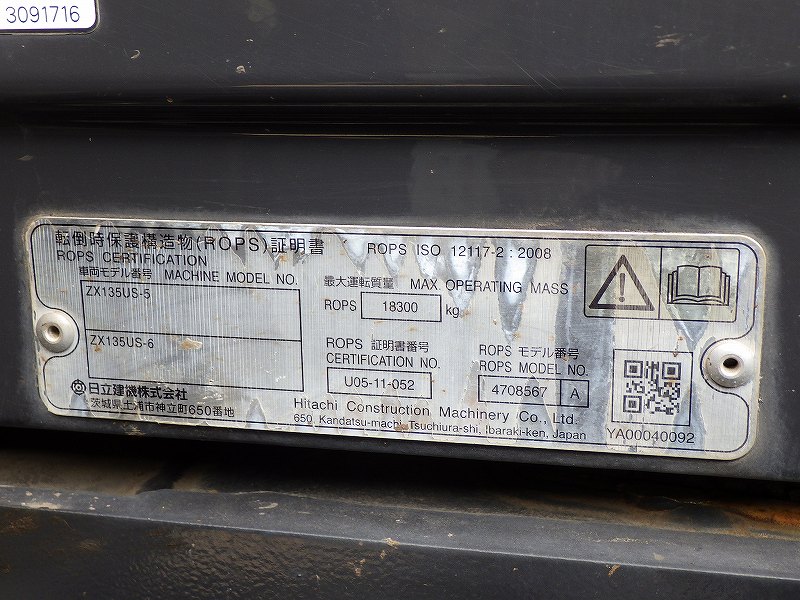 3091716
転倒時保護構造物(ROPS)証明書
ROPS CERTIFICATION
ROPS ISO 12117-2 : 2008
車両モデル番号 MACHINE MODEL NO.
ZX135US-5
ZX135US-6
最大運転質量 MAX OPERATING MASS
ROPS 18300 kg
ROPS 証明書番号
CERTIFICATION NO.
U05-11-052
ROPS モデル番号
ROPS MODEL NO.
4708567 A
日立建機株式会社
茨城県土浦市神立町650番地
Hitachi Construction Machinery Co., Ltd.
650, Kandatsu-machi, Tsuchiura-shi, Ibaraki-ken, Japan
YA00040092